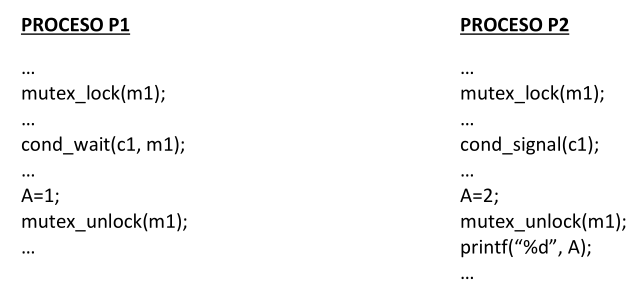 PROCESO P1
...
mutex_lock(m1);
...
cond_wait(c1, m1);
...
A=1;
mutex_unlock(m1);
...
PROCESO P2
...
mutex_lock(m1);
...
cond_signal(c1);
...
A=2;
mutex_unlock(m1);
printf(“%d”, A);
...